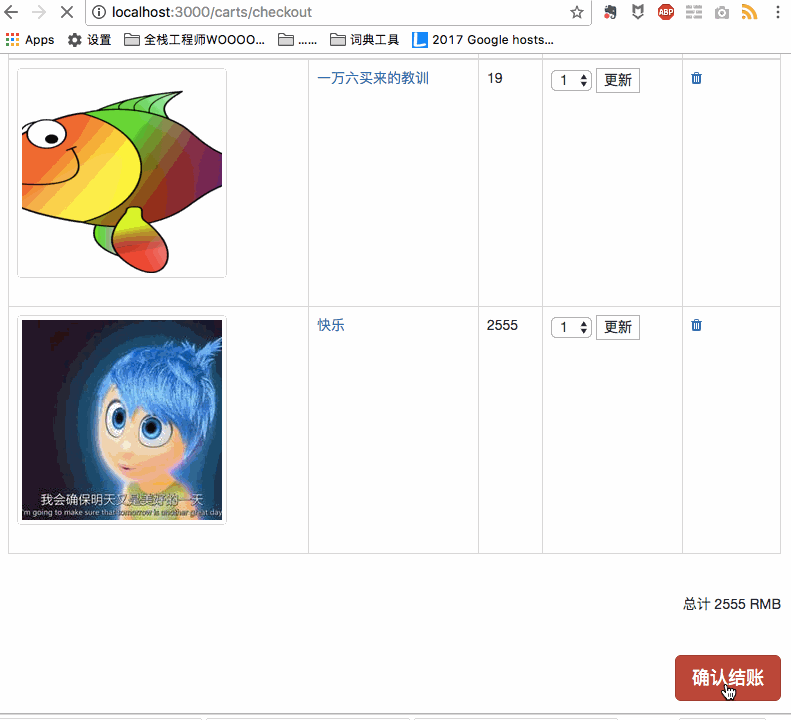 localhost:3000/carts/checkout
ABP
Apps 设置 全栈工程师WOOOO... ...... 词典工具 2017 Google hosts...
一万六买来的教训 19 1 更新
快乐 2555 1 更新
我会确保明天又是美好的一天
I'm going to make sure that tomorrow is another great day
总计 2555 RMB
确认结账